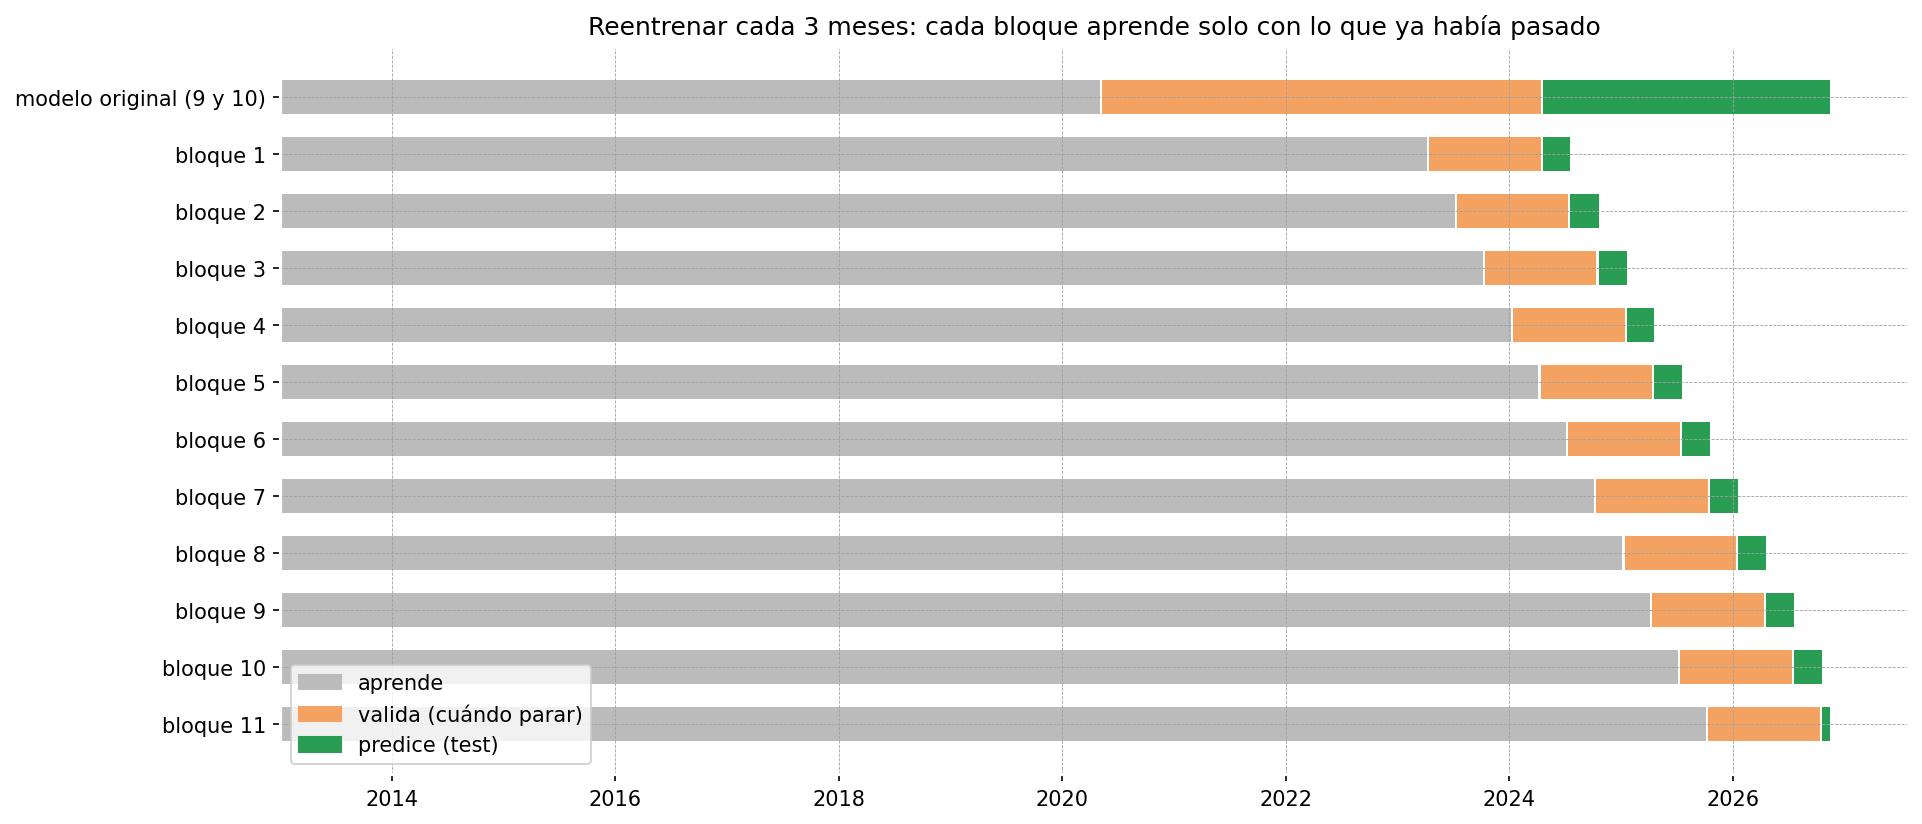 Reentrenar cada 3 meses: cada bloque aprende solo con lo que ya había pasado
modelo original (9 y 10)
bloque 1
bloque 2
bloque 3
bloque 4
bloque 5
bloque 6
bloque 7
bloque 8
bloque 9
bloque 10
bloque 11
aprende
valida (cuándo parar)
predice (test)
2014 2016 2018 2020 2022 2024 2026